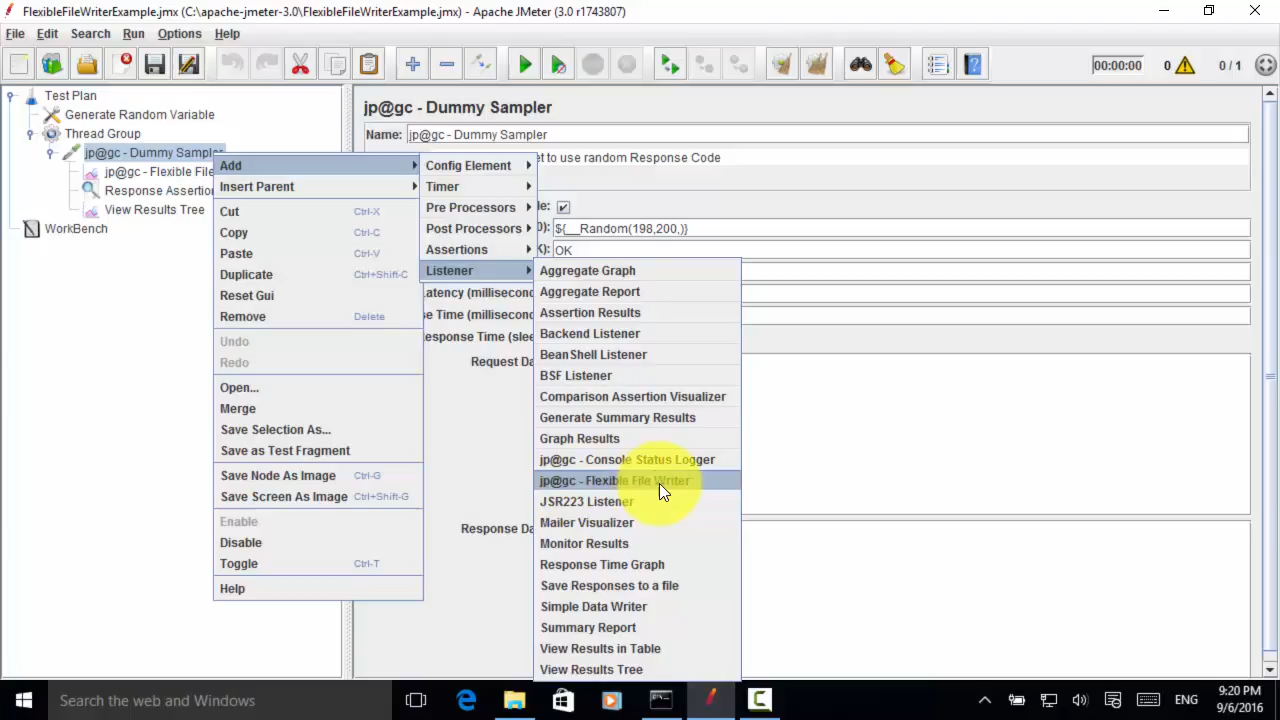 FlexibleFileWriterExample.jmx (C:\apache-jmeter-3.0\FlexibleFileWriterExample.jmx) - Apache JMeter (3.0 r1743807)
File Edit Search Run Options Help
00:00:00 0 0 / 1
Test Plan
Generate Random Variable
Thread Group
jp@gc - Dummy Sampler
jp@gc - Flexible File
Response Assertion
View Results Tree
WorkBench
Add
Insert Parent
Cut Ctrl-X
Copy Ctrl-C
Paste Ctrl-V
Duplicate Ctrl+Shift-C
Reset Gui
Remove Delete
Undo
Redo
Open...
Merge
Save Selection As...
Save as Test Fragment
Save Node As Image Ctrl-G
Save Screen As Image Ctrl+Shift-G
Enable
Disable
Toggle Ctrl-T
Help
Config Element
Timer
Pre Processors
Post Processors
Assertions
Listener
Aggregate Graph
Aggregate Report
Assertion Results
Backend Listener
BeanShell Listener
BSF Listener
Comparison Assertion Visualizer
Generate Summary Results
Graph Results
jp@gc - Console Status Logger
jp@gc - Flexible File Writer
JSR223 Listener
Mailer Visualizer
Monitor Results
Response Time Graph
Save Responses to a file
Simple Data Writer
Summary Report
View Results in Table
View Results Tree
jp@gc - Dummy Sampler
Name: jp@gc - Dummy Sampler
et to use random Response Code
${__Random(198,200,)}
OK
Latency (millisecond
se Time (millisecond
esponse Time (slee
Request Da
Response Da
Search the web and Windows
ENG
9:20 PM
9/6/2016